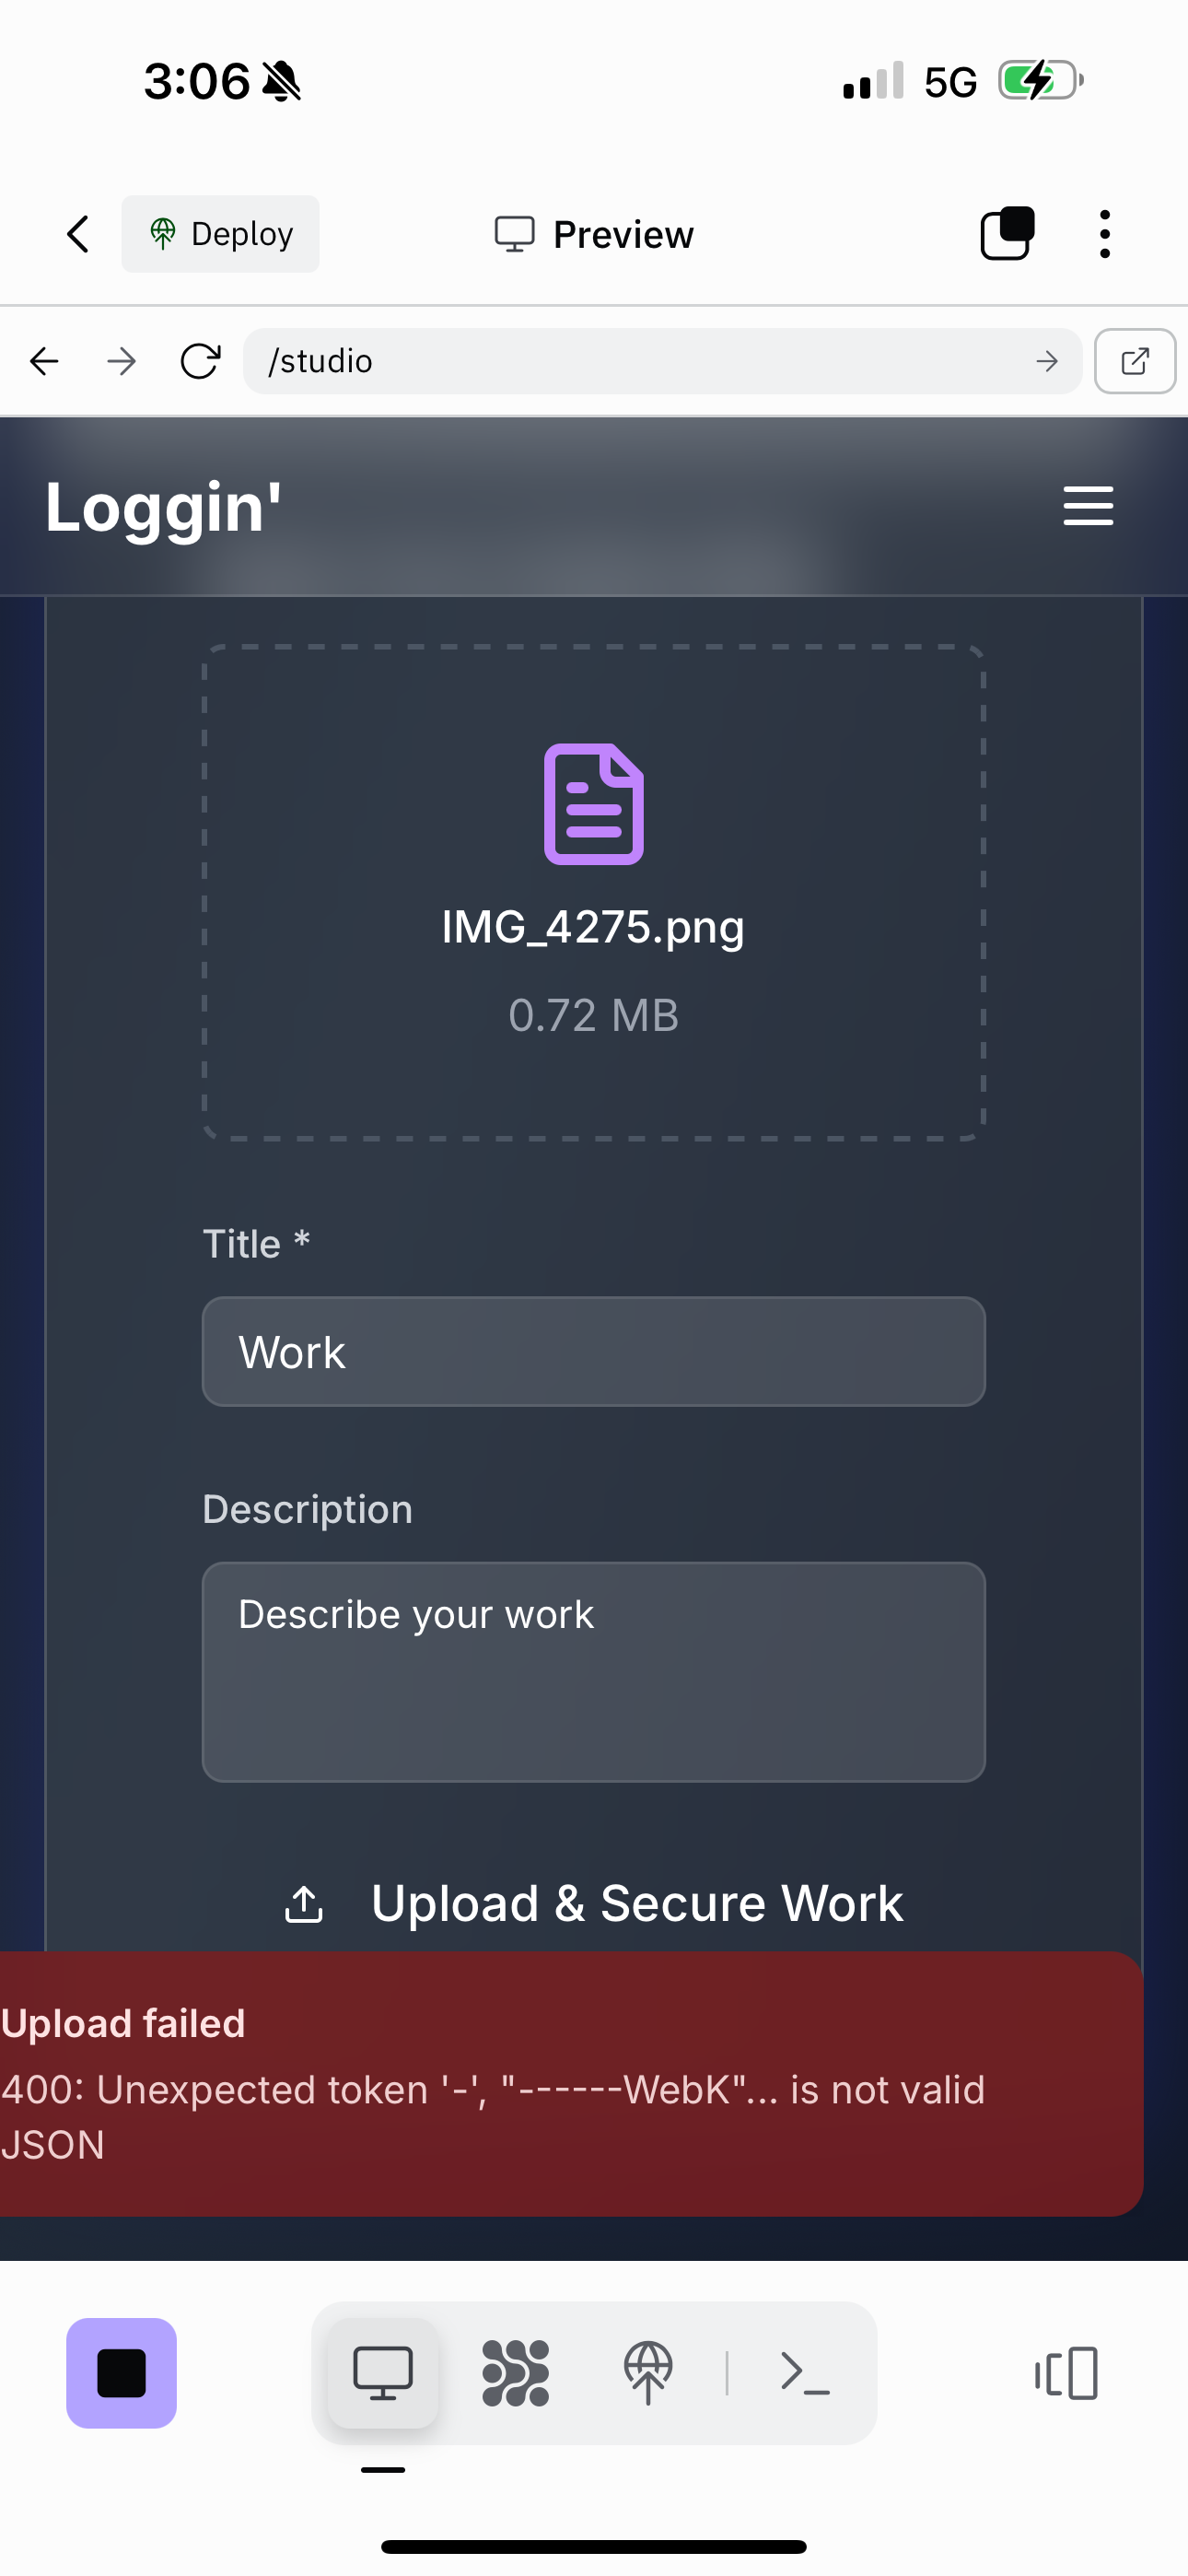 3:06
5G
Deploy
Preview
/studio
Loggin'
IMG_4275.png
0.72 MB
Title *
Work
Description
Describe your work
Upload & Secure Work
Upload failed
400: Unexpected token '-', "------WebK"... is not valid
JSON